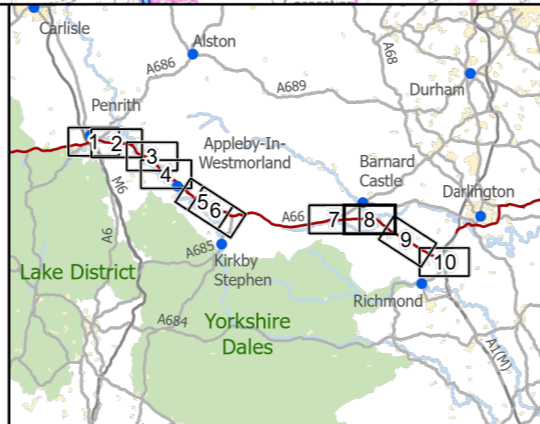 Carlisle
Alston
A686
A689
A68
Durham
Penrith
1
2
3
4
5
6
Appleby-In-
Westmorland
Barnard
Castle
Darlington
M6
A6
A66
7
8
9
10
A685
Kirkby
Stephen
Lake District
Richmond
A684
Yorkshire
Dales
A1(M)